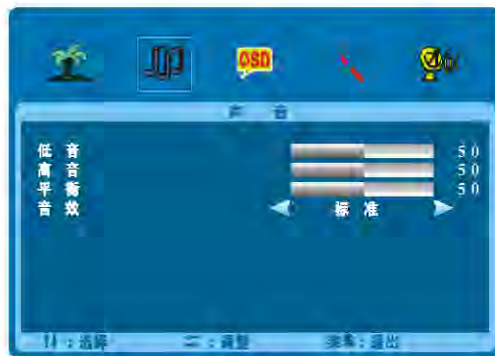 OSD
声 音
低 音 50
高 音 50
平 衡 50
音 效 标 准
：选择 ：调整 ：退出